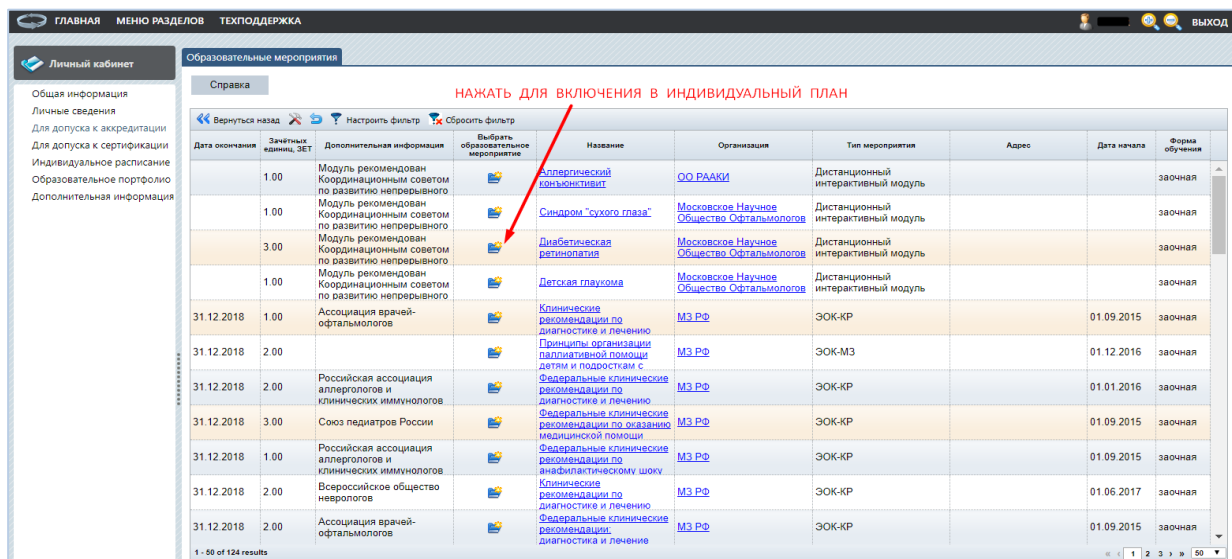 ГЛАВНАЯ МЕНЮ РАЗДЕЛОВ ТЕХПОДДЕРЖКА ВЫХОД
Личный кабинет
Общая информация
Личные сведения
Для допуска к аккредитации
Для допуска к сертификации
Индивидуальное расписание
Образовательное портфолио
Дополнительная информация
Образовательные мероприятия
Справка
НАЖАТЬ ДЛЯ ВКЛЮЧЕНИЯ В ИНДИВИДУАЛЬНЫЙ ПЛАН
Вернуться назад Настроить фильтр Сбросить фильтр
Дата окончания
Зачётных
единиц, ЗЕТ
Дополнительная информация
Выбрать
образовательное
мероприятие
Название
Организация
Тип мероприятия
Адрес
Дата начала
Форма
обучения
1.00
Модуль рекомендован
Координационным советом
по развитию непрерывного
Аллергический
конъюнктивит
ОО РААКИ
Дистанционный
интерактивный модуль
заочная
1.00
Модуль рекомендован
Координационным советом
по развитию непрерывного
Синдром "сухого глаза"
Московское Научное
Общество Офтальмологов
Дистанционный
интерактивный модуль
заочная
3.00
Модуль рекомендован
Координационным советом
по развитию непрерывного
Диабетическая
ретинопатия
Московское Научное
Общество Офтальмологов
Дистанционный
интерактивный модуль
заочная
1.00
Модуль рекомендован
Координационным советом
по развитию непрерывного
Детская глаукома
Московское Научное
Общество Офтальмологов
Дистанционный
интерактивный модуль
заочная
31.12.2018
1.00
Ассоциация врачей-
офтальмологов
Клинические
рекомендации по
диагностике и лечению
МЗ РФ
ЭОК-КР
01.09.2015
заочная
31.12.2018
2.00
Принципы организации
паллиативной помощи
детям и подросткам с
МЗ РФ
ЭОК-МЗ
01.12.2016
заочная
31.12.2018
2.00
Российская ассоциация
аллергологов и
клинических иммунологов
Федеральные клинические
рекомендации по
диагностике и лечению
МЗ РФ
ЭОК-КР
01.01.2016
заочная
31.12.2018
3.00
Союз педиатров России
Федеральные клинические
рекомендации по оказанию
медицинской помощи
МЗ РФ
ЭОК-КР
01.09.2015
заочная
31.12.2018
1.00
Российская ассоциация
аллергологов и
клинических иммунологов
Федеральные клинические
рекомендации по
анафилактическому шоку
МЗ РФ
ЭОК-КР
01.09.2015
заочная
31.12.2018
2.00
Всероссийское общество
неврологов
Клинические
рекомендации по
диагностике и лечению
МЗ РФ
ЭОК-КР
01.06.2017
заочная
31.12.2018
2.00
Ассоциация врачей-
офтальмологов
Федеральные клинические
рекомендации:
диагностика и лечение
МЗ РФ
ЭОК-КР
01.09.2015
заочная
1 - 50 of 124 results
« ‹ 1 2 3 › » 50